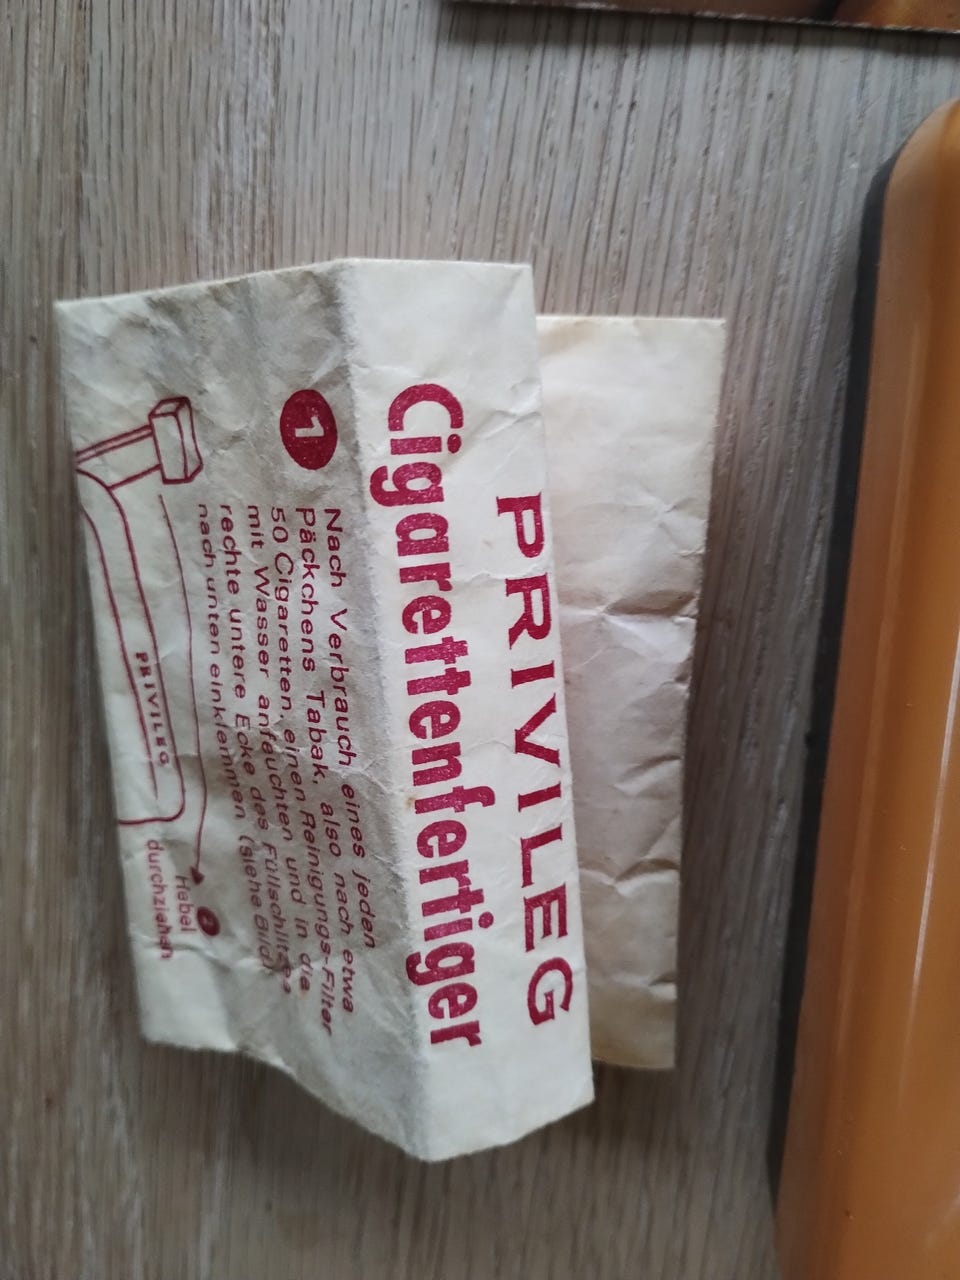 PRIVILEG
Cigarettenfertiger
1
Nach Verbrauch eines jeden
Päckchens Tabak, also nach etwa
50 Cigaretten, einen Reinigungs-Filter
mit Wasser anfeuchten und in die
rechte untere Ecke des Füllschlitzes
nach unten einklemmen (siehe Bild)
2
Hebel
durchziehen
PRIVILEG